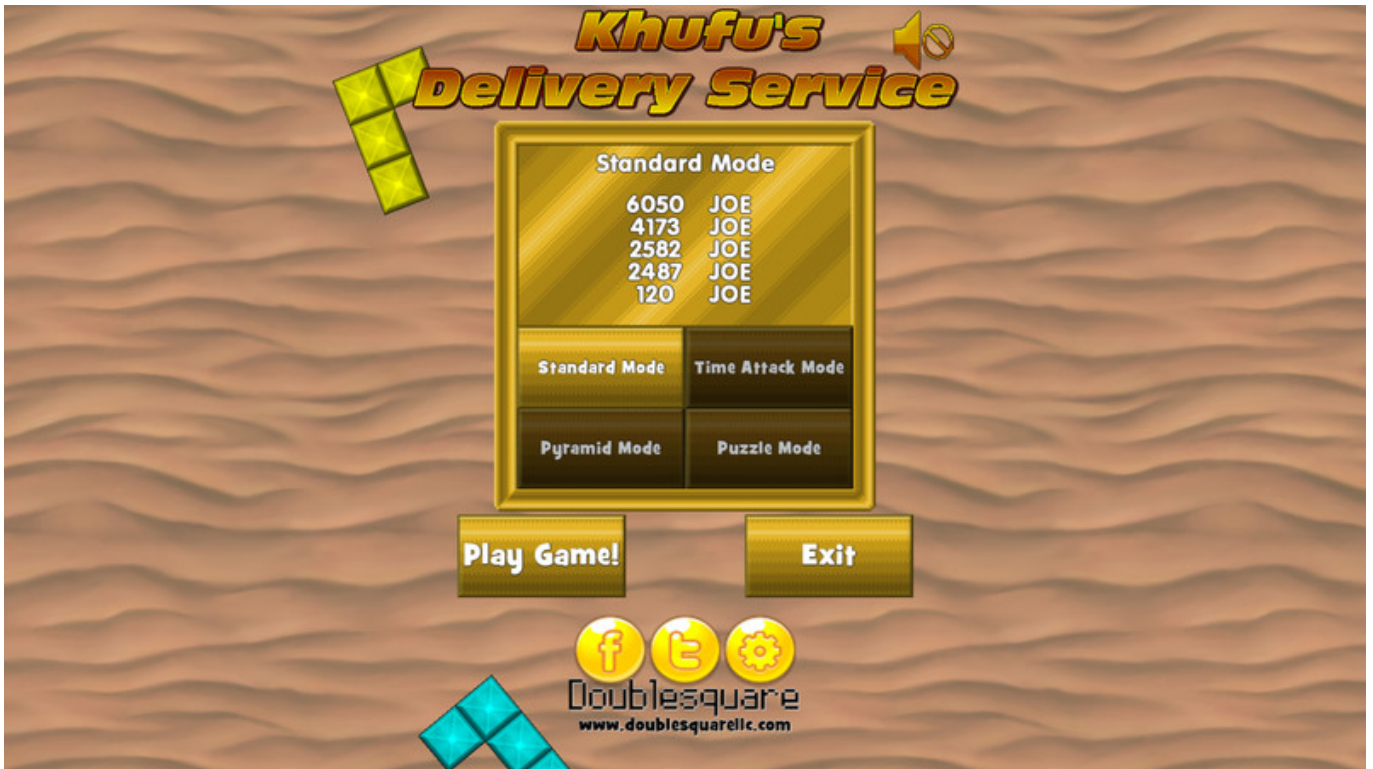 Khufu's
Delivery Service
Standard Mode
6050 JOE
4173 JOE
2582 JOE
2487 JOE
120 JOE
Standard Mode Time Attack Mode
Pyramid Mode Puzzle Mode
Play Game! Exit
f t
Doublesquare
www.doublesquarellc.com